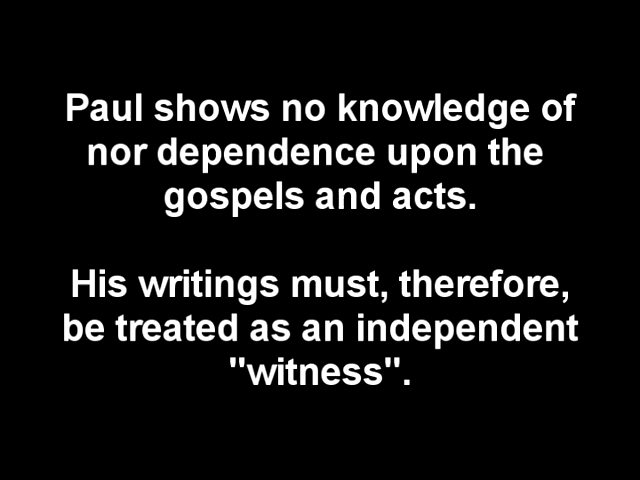 Paul shows no knowledge of
nor dependence upon the
gospels and acts.
His writings must, therefore,
be treated as an independent
"witness".